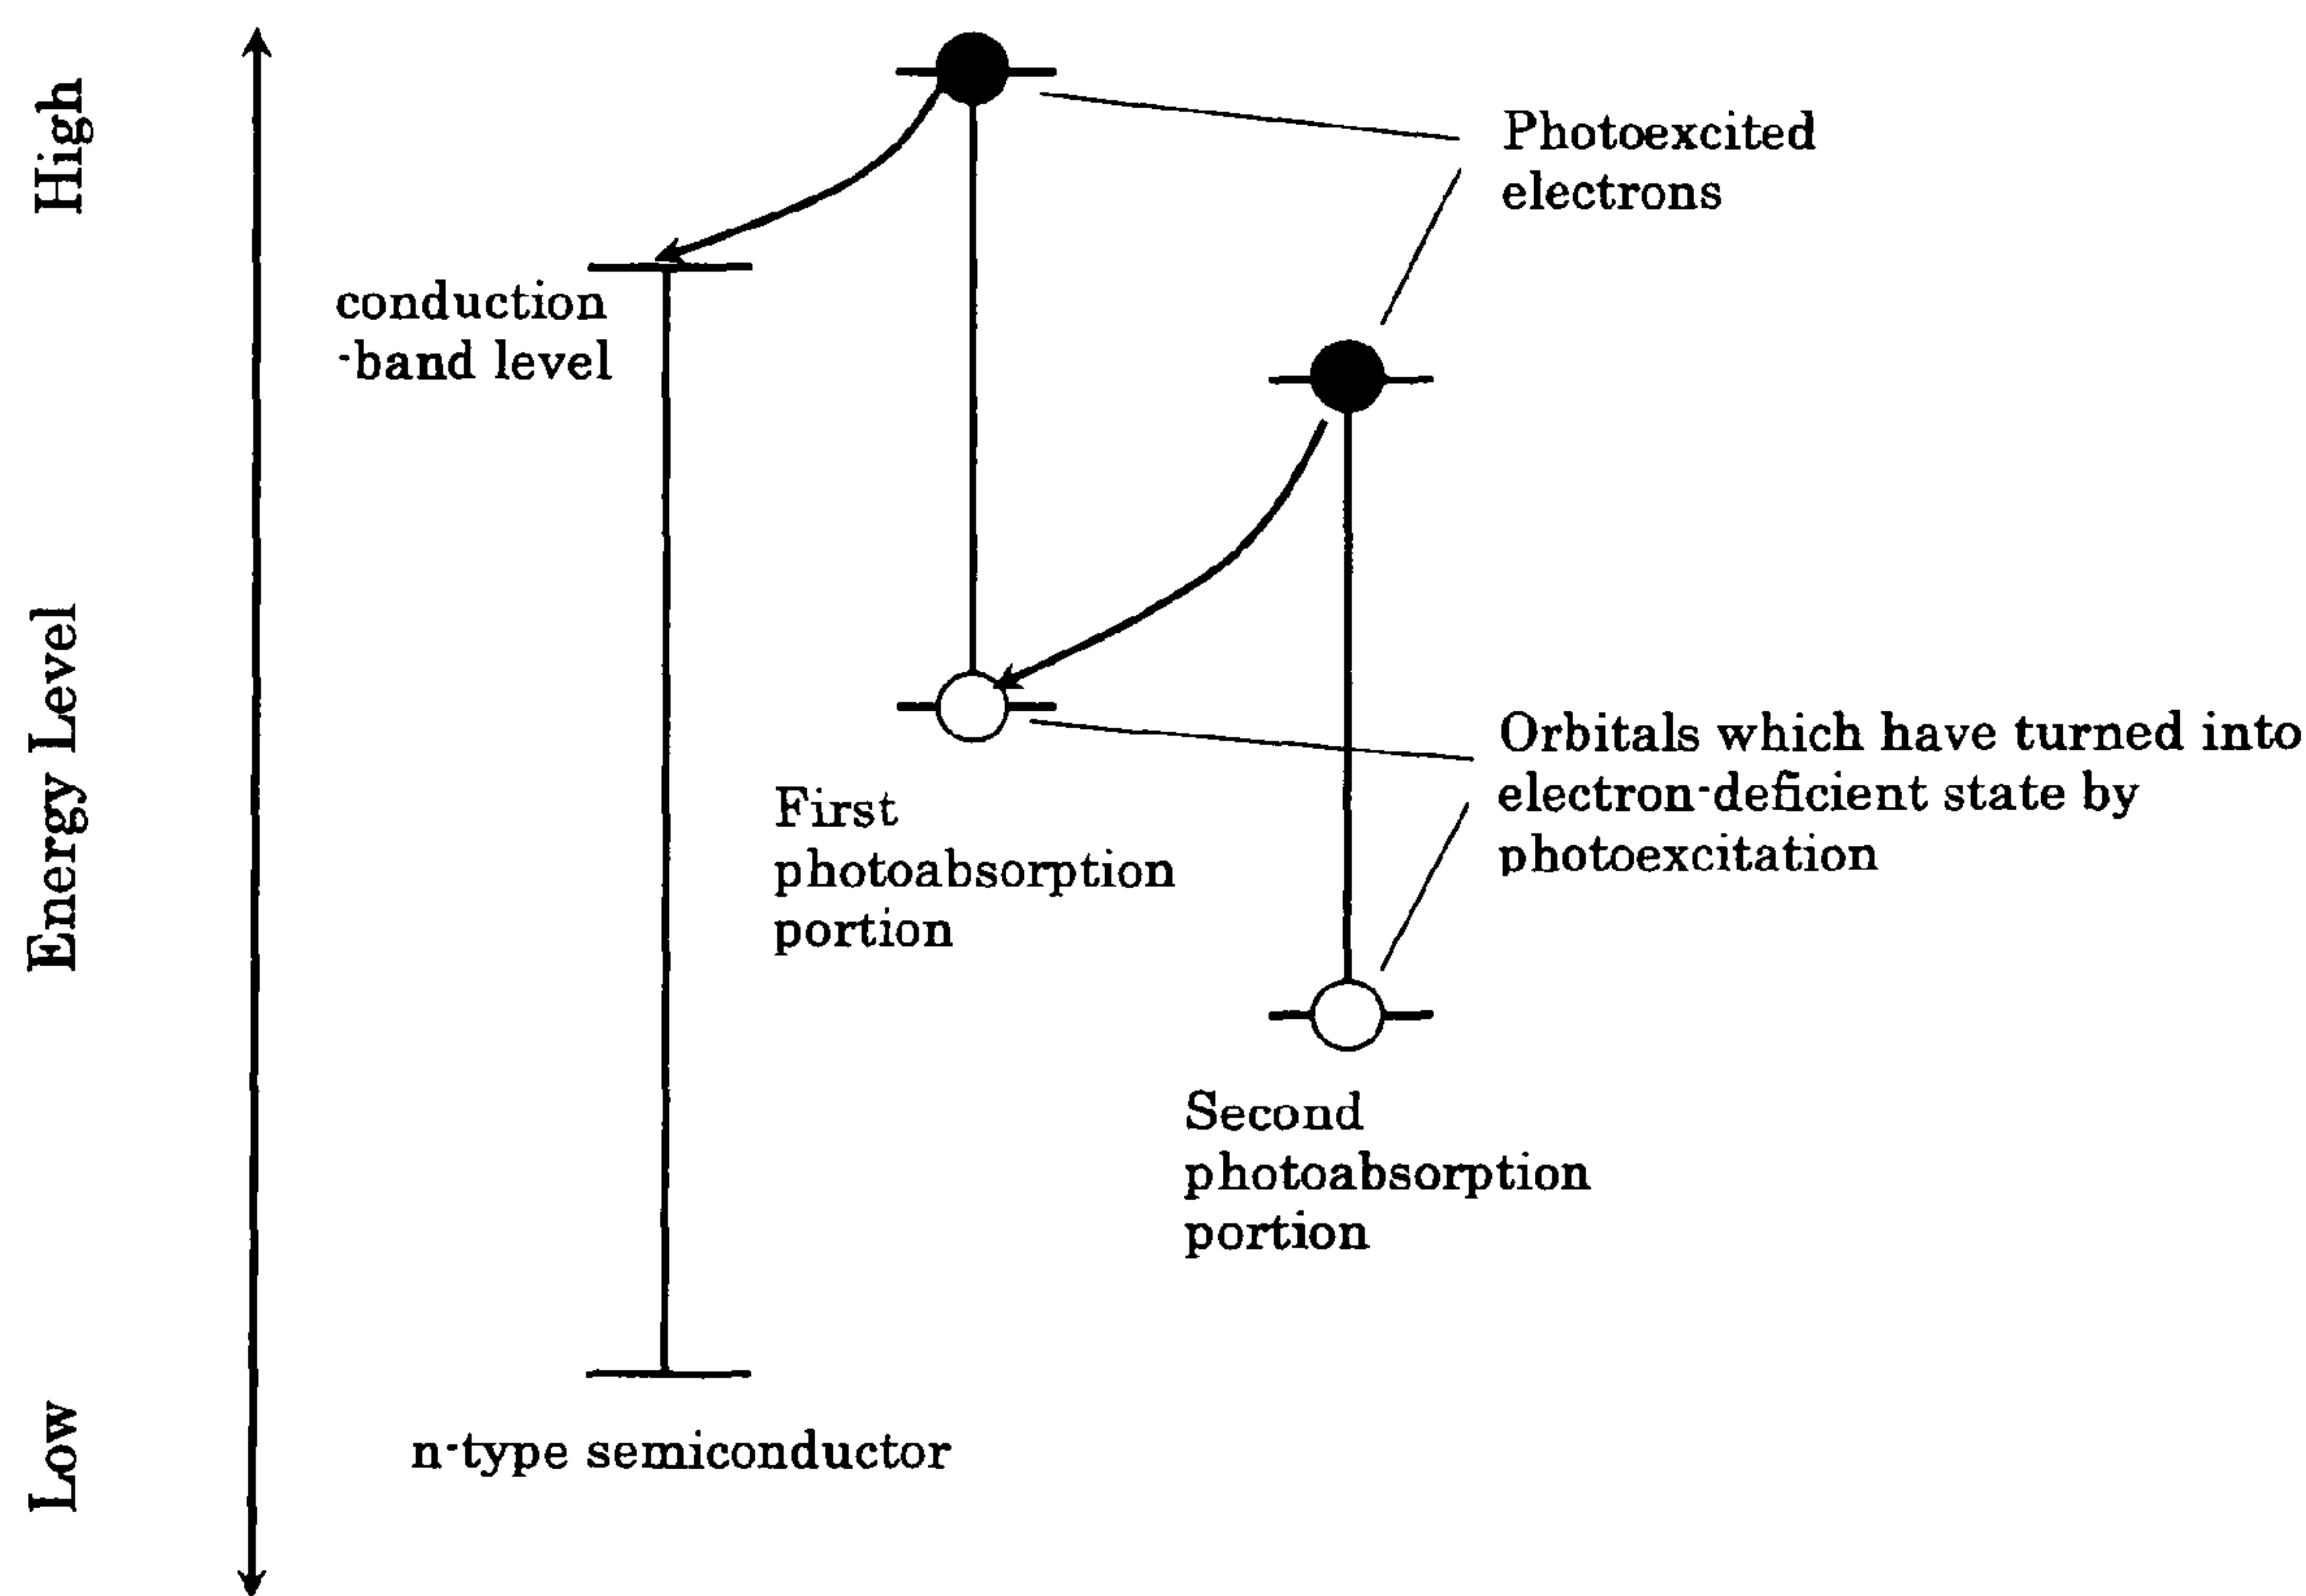 High
Energy Level
Low
Photoexcited
electrons
conduction
-band level
Orbitals which have turned into
electron-deficient state by
photoexcitation
First
photoabsorption
portion
Second
photoabsorption
portion
n-type semiconductor